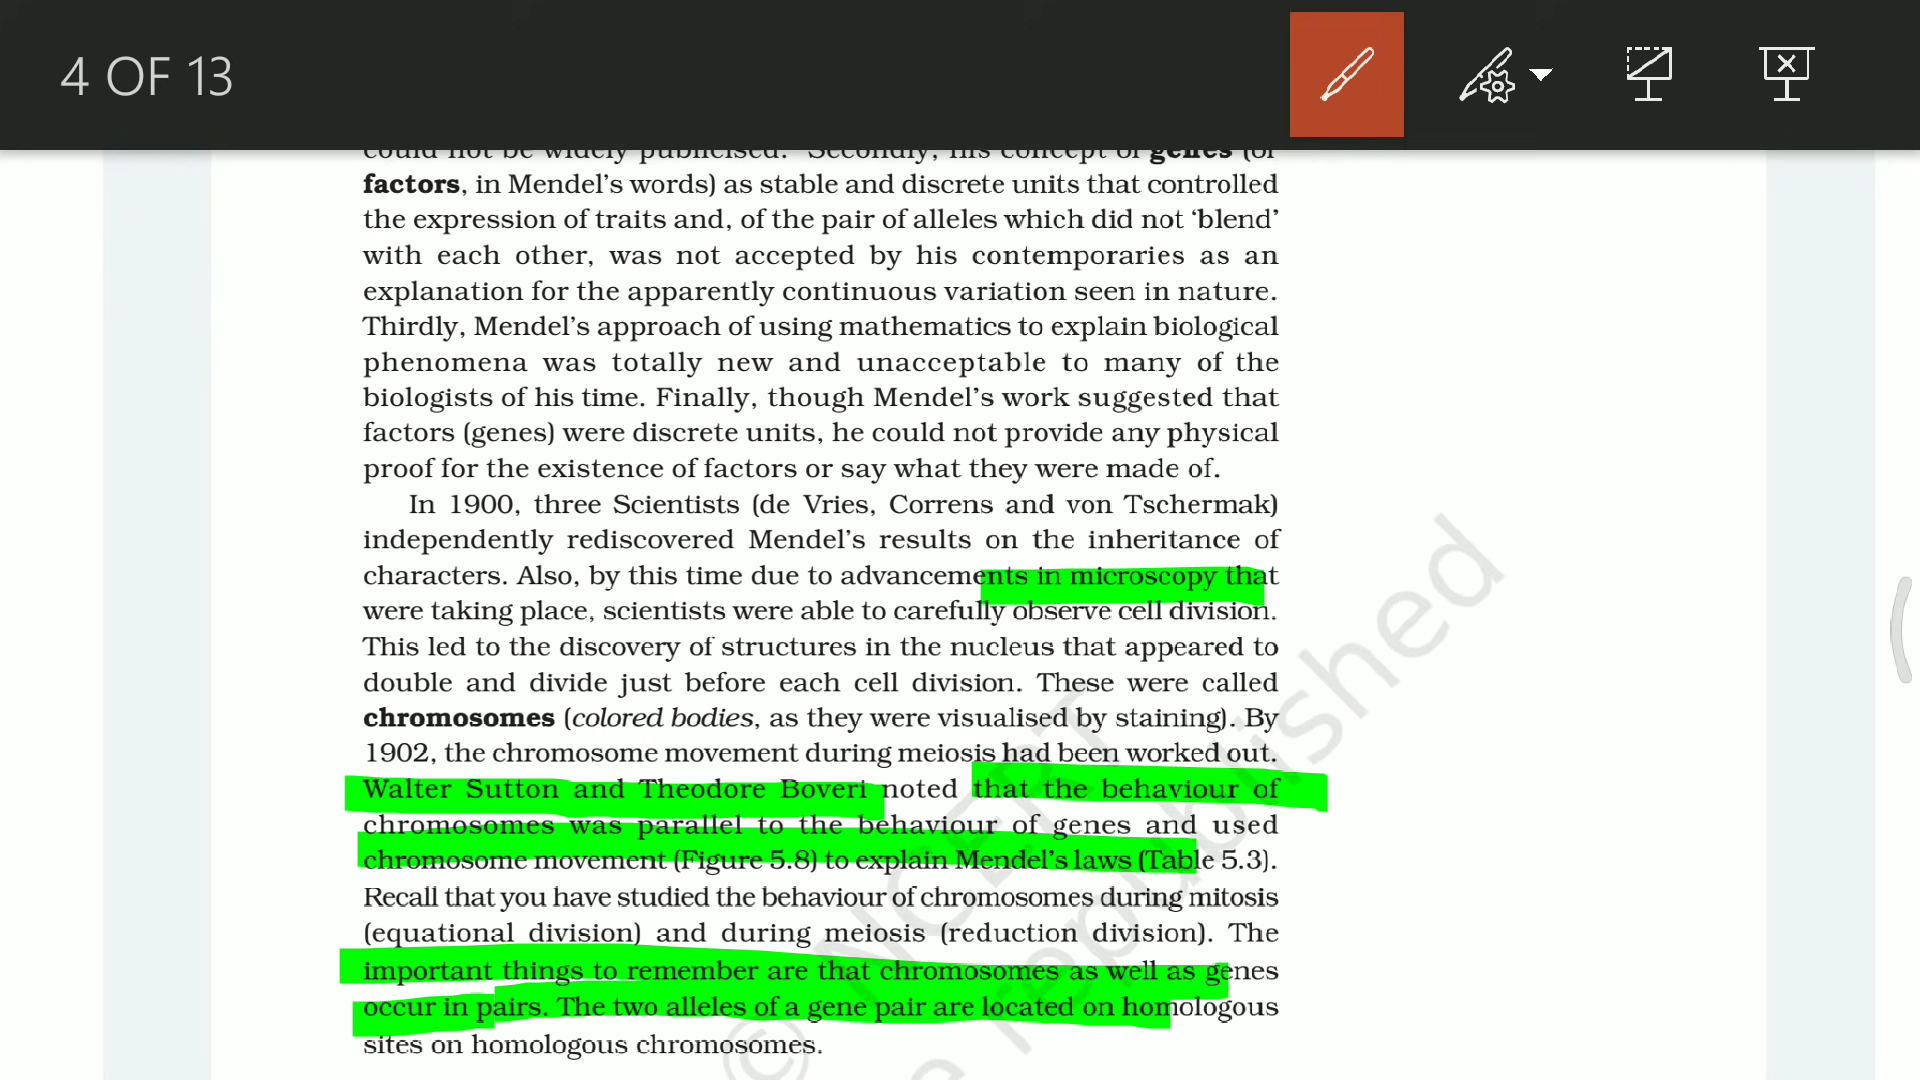 4 OF 13
could not be widely publicised. Secondly, his concept of genes (or
factors, in Mendel's words) as stable and discrete units that controlled
the expression of traits and, of the pair of alleles which did not ‘blend’
with each other, was not accepted by his contemporaries as an
explanation for the apparently continuous variation seen in nature.
Thirdly, Mendel's approach of using mathematics to explain biological
phenomena was totally new and unacceptable to many of the
biologists of his time. Finally, though Mendel's work suggested that
factors (genes) were discrete units, he could not provide any physical
proof for the existence of factors or say what they were made of.
In 1900, three Scientists (de Vries, Correns and von Tschermak)
independently rediscovered Mendel's results on the inheritance of
characters. Also, by this time due to advancements in microscopy that
were taking place, scientists were able to carefully observe cell division.
This led to the discovery of structures in the nucleus that appeared to
double and divide just before each cell division. These were called
chromosomes (colored bodies, as they were visualised by staining). By
1902, the chromosome movement during meiosis had been worked out.
Walter Sutton and Theodore Boveri noted that the behaviour of
chromosomes was parallel to the behaviour of genes and used
chromosome movement (Figure 5.8) to explain Mendel's laws (Table 5.3).
Recall that you have studied the behaviour of chromosomes during mitosis
(equational division) and during meiosis (reduction division). The
important things to remember are that chromosomes as well as genes
occur in pairs. The two alleles of a gene pair are located on homologous
sites on homologous chromosomes.
© NCERT
republished